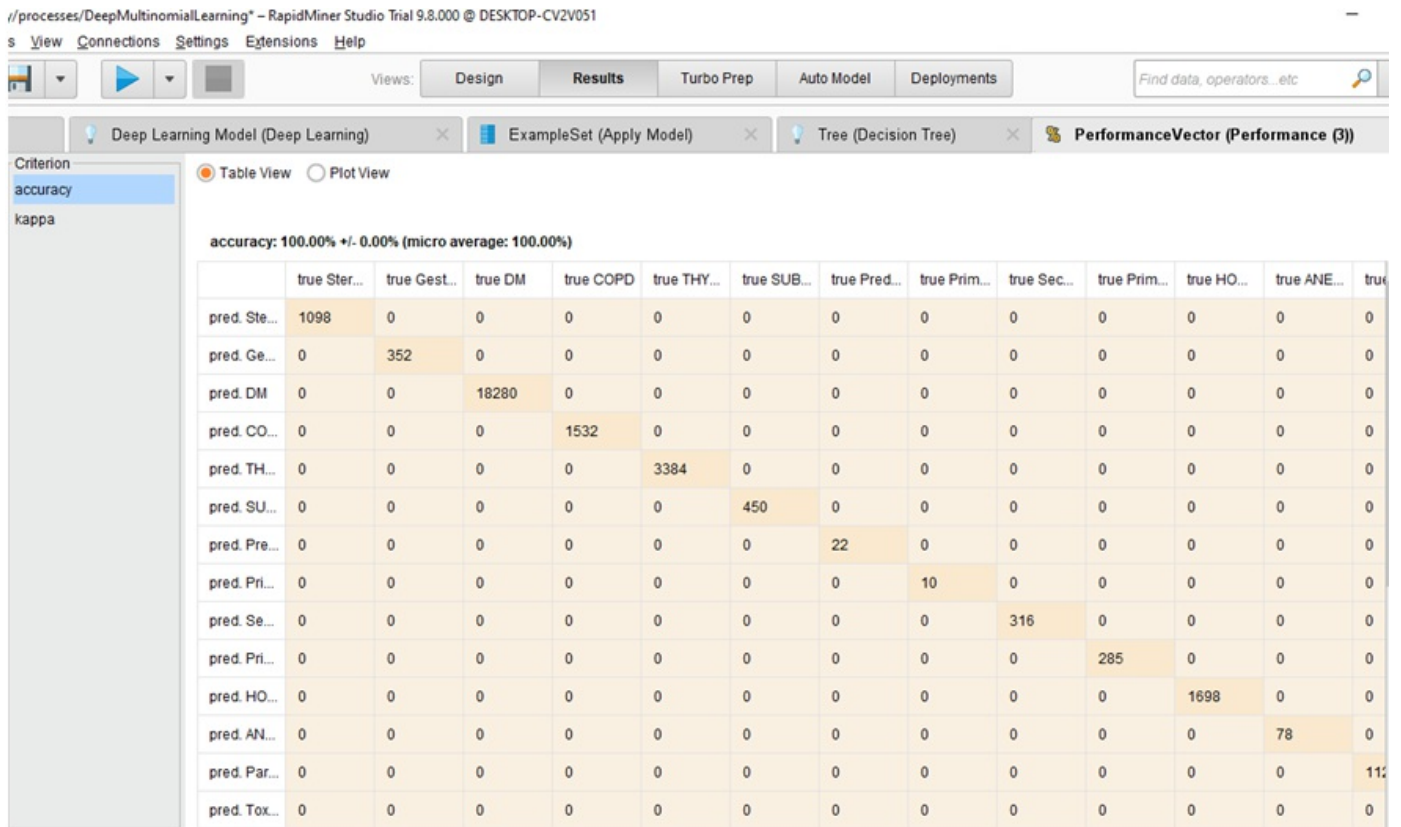 //processes/DeepMultinomialLearning* – RapidMiner Studio Trial 9.8.000 @ DESKTOP-CV2V051
s View Connections Settings Extensions Help
Views: Design Results Turbo Prep Auto Model Deployments Find data, operators...etc
Deep Learning Model (Deep Learning) ExampleSet (Apply Model) Tree (Decision Tree) PerformanceVector (Performance (3))
Criterion
accuracy
kappa
Table View Plot View
accuracy: 100.00% +/- 0.00% (micro average: 100.00%)
true Ster... true Gest... true DM true COPD true THY... true SUB... true Pred... true Prim... true Sec... true Prim... true HO... true ANE... true
pred. Ste... 1098 0 0 0 0 0 0 0 0 0 0 0 0
pred. Ge... 0 352 0 0 0 0 0 0 0 0 0 0 0
pred. DM 0 0 18280 0 0 0 0 0 0 0 0 0 0
pred. CO... 0 0 0 1532 0 0 0 0 0 0 0 0 0
pred. TH... 0 0 0 0 3384 0 0 0 0 0 0 0 0
pred. SU... 0 0 0 0 0 450 0 0 0 0 0 0 0
pred. Pre... 0 0 0 0 0 0 22 0 0 0 0 0 0
pred. Pri... 0 0 0 0 0 0 0 10 0 0 0 0 0
pred. Se... 0 0 0 0 0 0 0 0 316 0 0 0 0
pred. Pri... 0 0 0 0 0 0 0 0 0 285 0 0 0
pred. HO... 0 0 0 0 0 0 0 0 0 0 1698 0 0
pred. AN... 0 0 0 0 0 0 0 0 0 0 0 78 0
pred. Par... 0 0 0 0 0 0 0 0 0 0 0 0 112
pred. Tox... 0 0 0 0 0 0 0 0 0 0 0 0 0